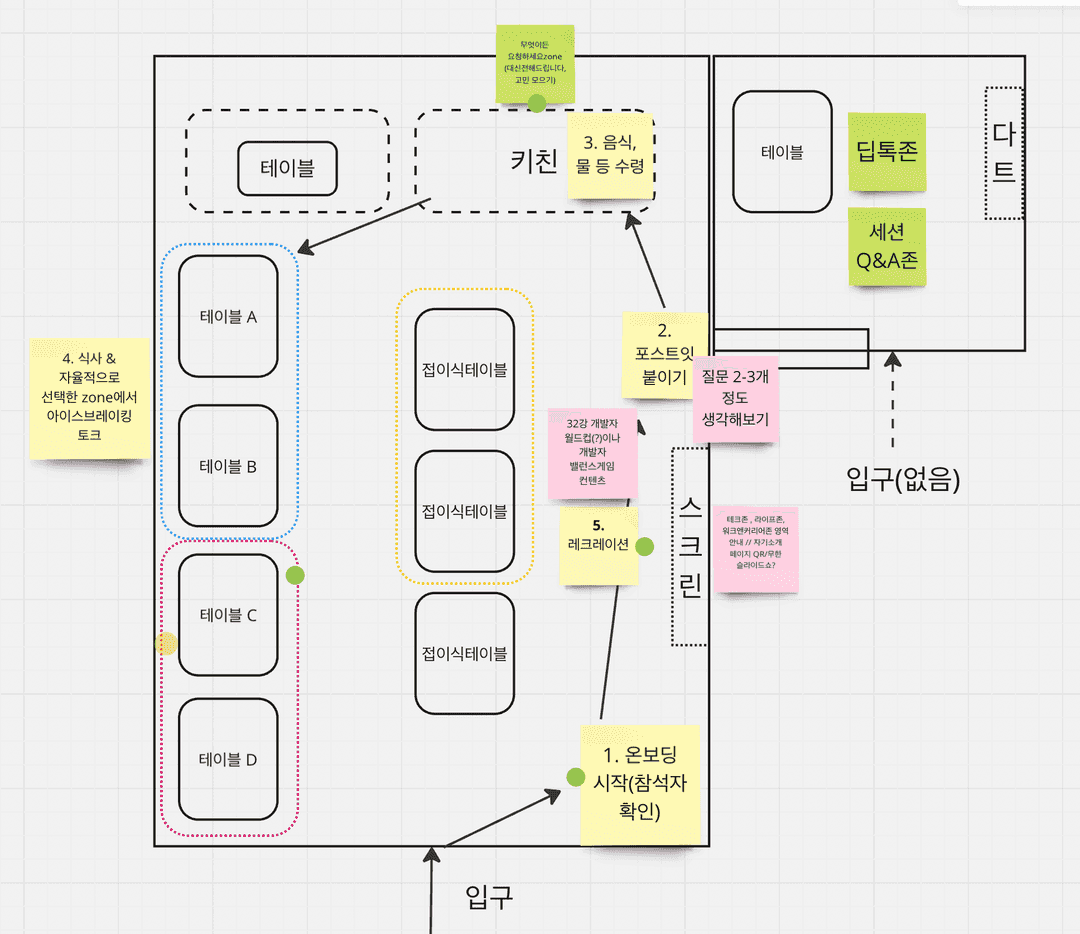 무엇이든
요청하세요zone
(대신전해드립니다,
고민 모으기)
테이블
키친
3. 음식,
물 등 수령
테이블
딥톡존
다
트
세션
Q&A존
테이블 A
4. 식사 &
자율적으로
선택한 zone에서
아이스브레이킹
토크
접이식테이블
2.
포스트잇
붙이기
질문 2-3개
정도
생각해보기
입구(없음)
테이블 B
32강 개발자
월드컵(?)이나
개발자
밸런스게임
컨텐츠
접이식테이블
5.
레크레이션
스
크
린
테크존 , 라이프존,
워크앤커리어존 영역
안내 // 자기소개
페이지 QR/무한
슬라이드쇼?
테이블 C
접이식테이블
테이블 D
1. 온보딩
시작(참석자
확인)
입구